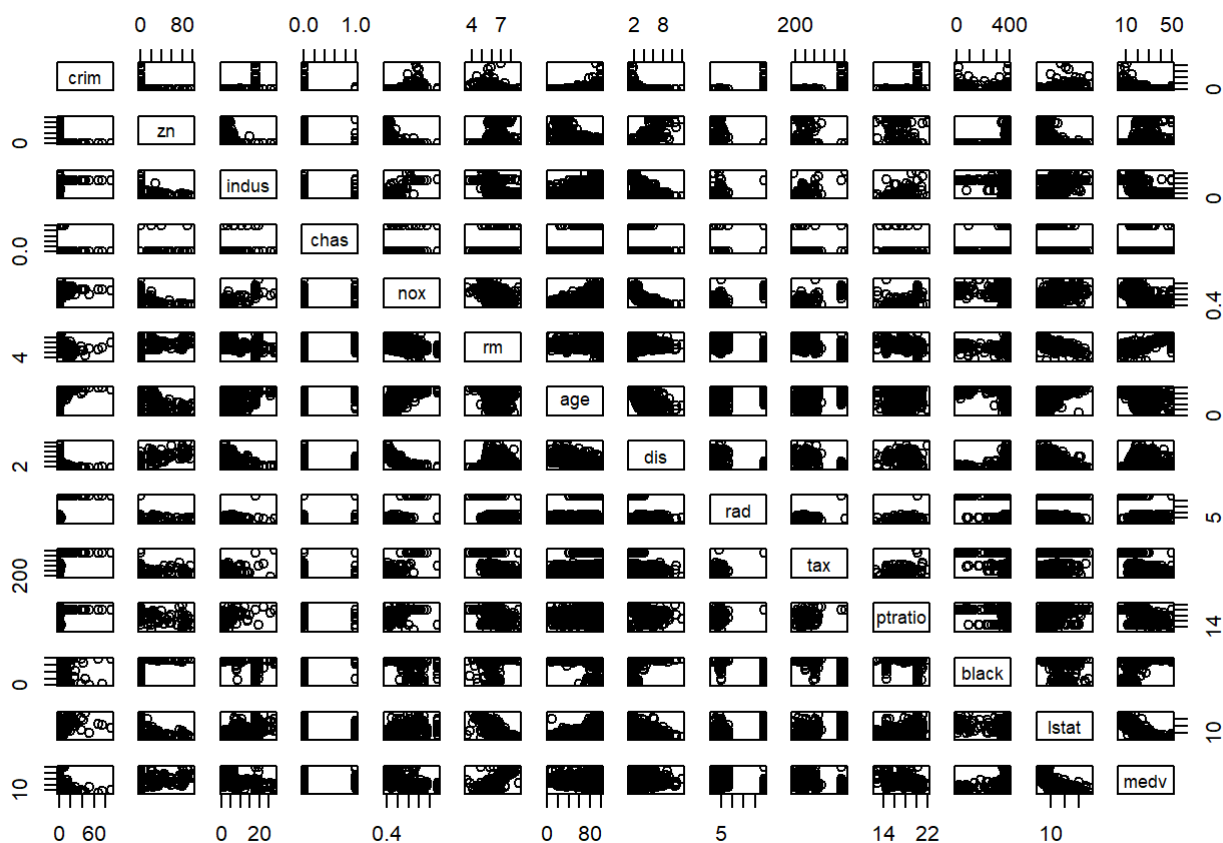 0 80 0.0 1.0 4 7 2 8 200 0 400 10 50
crim 0
0 zn
indus 0
0.0 chas
nox 0.4
4 rm
age 0
2 dis
rad 5
200 tax
ptratio 14
0 black
lstat 10
10 medv
0 60 0 20 0.4 0 80 5 14 22 10